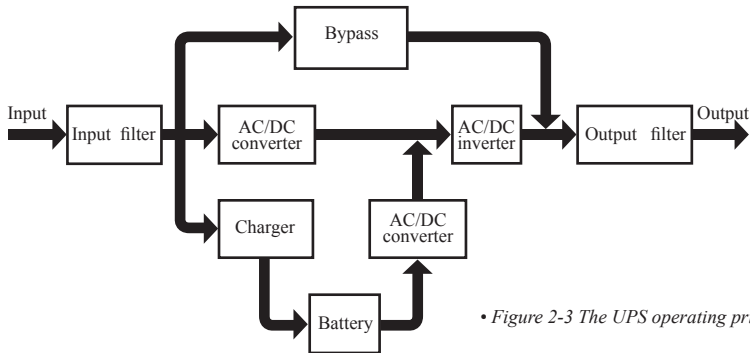 Bypass
Input
Input filter
AC/DC
converter
AC/DC
inverter
Output filter
Output
Charger
AC/DC
converter
Battery
• Figure 2-3 The UPS operating pri